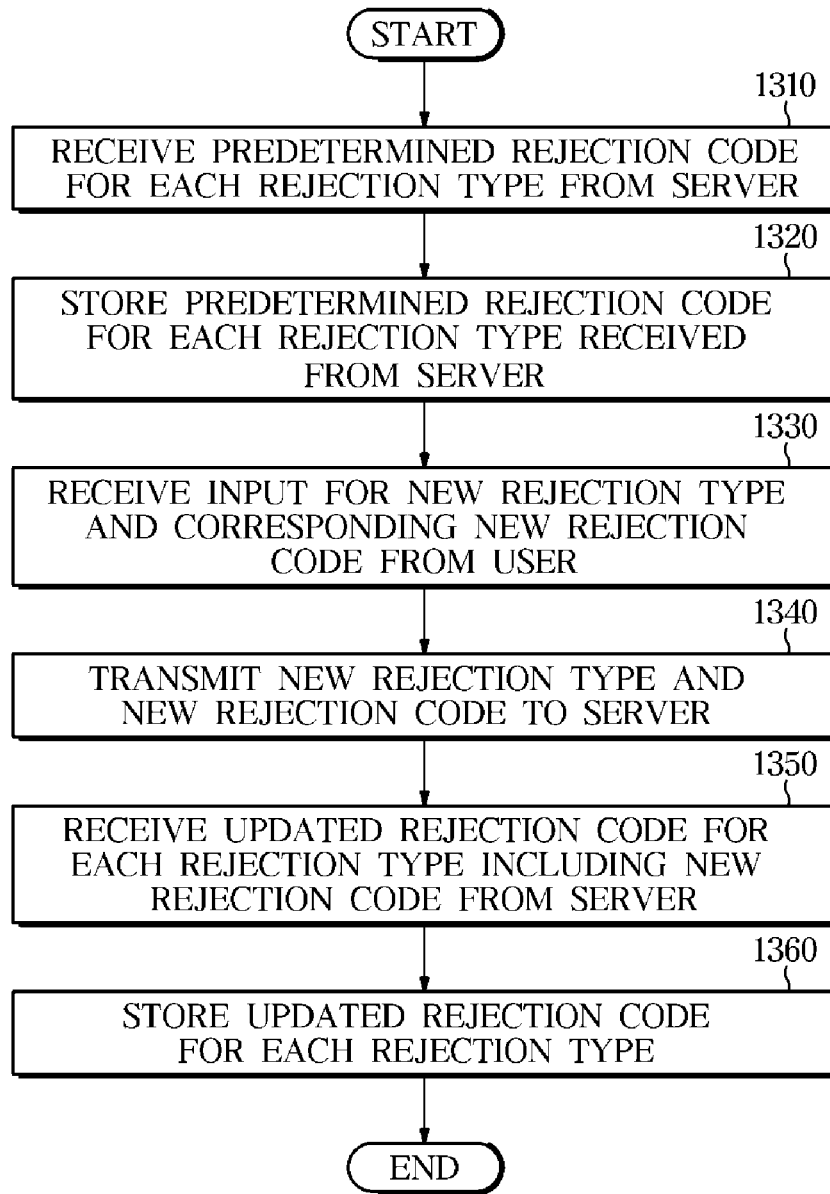 START
1310
RECEIVE PREDETERMINED REJECTION CODE
FOR EACH REJECTION TYPE FROM SERVER
1320
STORE PREDETERMINED REJECTION CODE
FOR EACH REJECTION TYPE RECEIVED
FROM SERVER
1330
RECEIVE INPUT FOR NEW REJECTION TYPE
AND CORRESPONDING NEW REJECTION
CODE FROM USER
1340
TRANSMIT NEW REJECTION TYPE AND
NEW REJECTION CODE TO SERVER
1350
RECEIVE UPDATED REJECTION CODE FOR
EACH REJECTION TYPE INCLUDING NEW
REJECTION CODE FROM SERVER
1360
STORE UPDATED REJECTION CODE
FOR EACH REJECTION TYPE
END